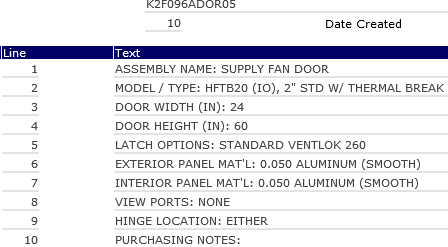 K2F096ADOR05
10 Date Created
Line Text
1 ASSEMBLY NAME: SUPPLY FAN DOOR
2 MODEL / TYPE: HFTB20 (IO), 2" STD W/ THERMAL BREAK
3 DOOR WIDTH (IN): 24
4 DOOR HEIGHT (IN): 60
5 LATCH OPTIONS: STANDARD VENTLOK 260
6 EXTERIOR PANEL MAT'L: 0.050 ALUMINUM (SMOOTH)
7 INTERIOR PANEL MAT'L: 0.050 ALUMINUM (SMOOTH)
8 VIEW PORTS: NONE
9 HINGE LOCATION: EITHER
10 PURCHASING NOTES: